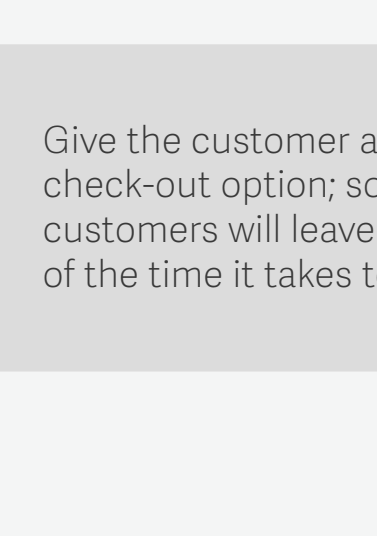 Give the customer a
check-out option; so
customers will leave
of the time it takes t